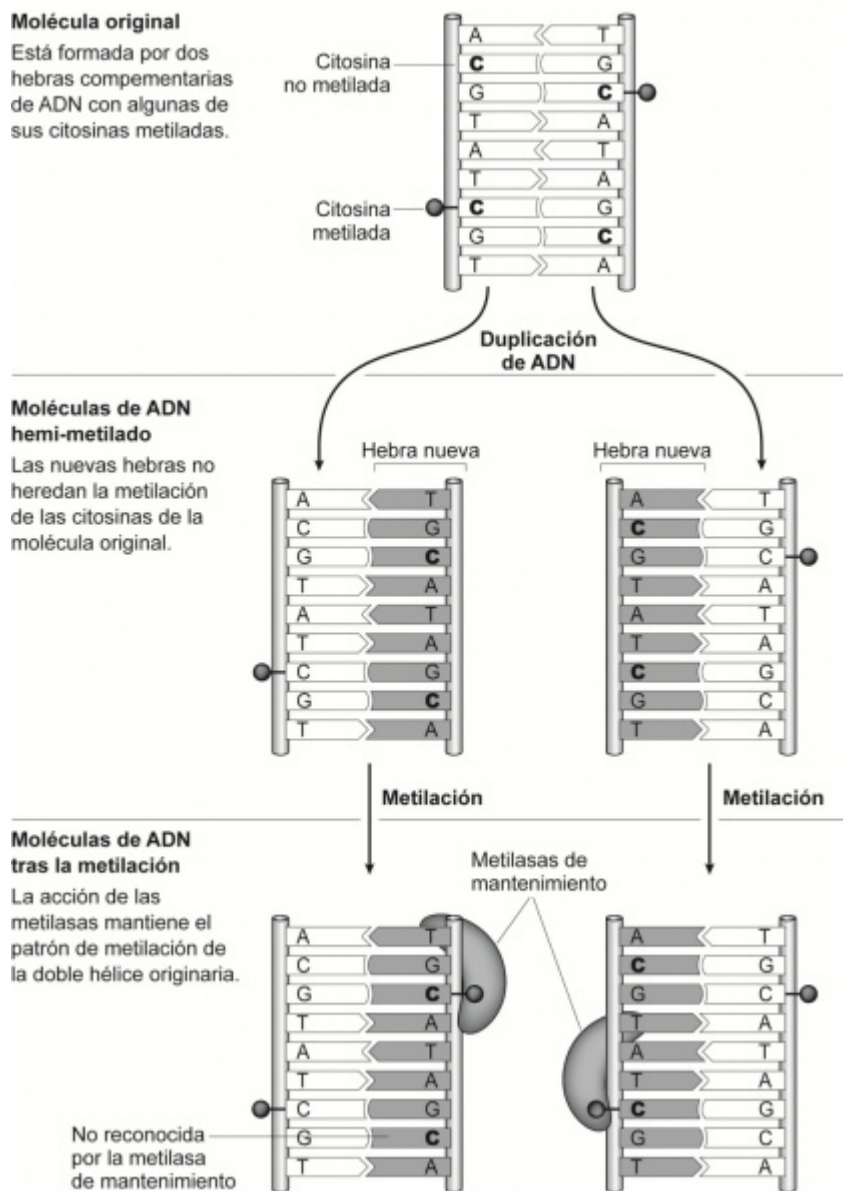 Molécula original
Está formada por dos
hebras compementarias
de ADN con algunas de
sus citosinas metiladas.
Citosina
no metilada
Citosina
metilada
A T
C G
G C
T A
A T
T A
C G
G C
T A
Duplicación
de ADN
Moléculas de ADN
hemi-metilado
Las nuevas hebras no
heredan la metilación
de las citosinas de la
molécula original.
Hebra nueva
A T
C G
G C
T A
A T
T A
C G
G C
T A
Hebra nueva
A T
C G
G C
T A
A T
T A
C G
G C
T A
Metilación
Metilación
Moléculas de ADN
tras la metilación
La acción de las
metilasas mantiene el
patrón de metilación de
la doble hélice originaria.
Metilasas de
mantenimiento
A T
C G
G C
T A
A T
T A
C G
G C
T A
No reconocida
por la metilasa
de mantenimiento
A T
C G
G C
T A
A T
T A
C G
G C
T A